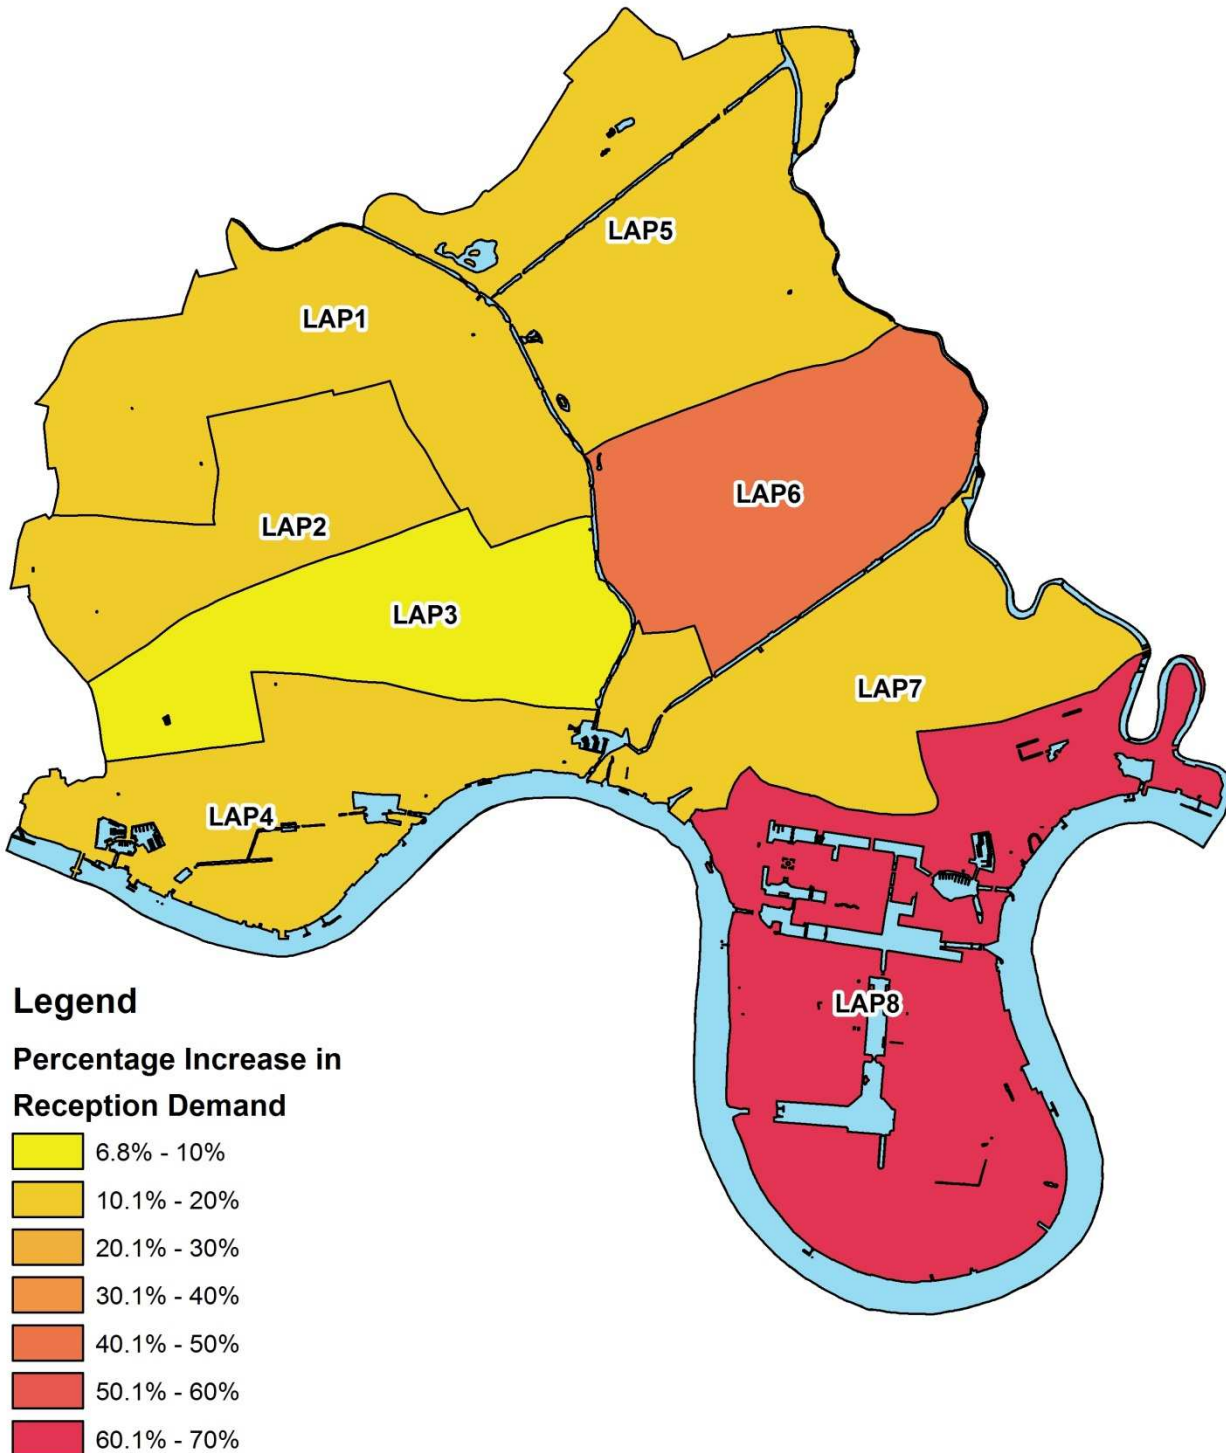 LAP5
LAP1
LAP6
LAP2
LAP3
LAP7
LAP4
LAP8
Legend
Percentage Increase in
Reception Demand
6.8% - 10%
10.1% - 20%
20.1% - 30%
30.1% - 40%
40.1% - 50%
50.1% - 60%
60.1% - 70%